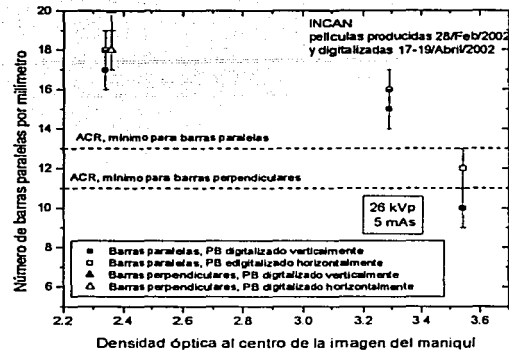 INCAN
películas producidas 28/Feb/2002
y digitalizadas 17-19/Abril/2002
Número de barras paralelas por milímetro
20
18
16
14
12
10
8
6
ACR, mínimo para barras paralelas
ACR, mínimo para barras perpendiculares
26 kVp
5 mAs
Barras paralelas, PB digitalizado verticalmente
Barras paralelas, PB edigitalizado horizontalmente
Barras perpendiculares, PB digitalizado verticalmente
Barras perpendiculares, PB digitalizado horizontalmente
2.2 2.4 2.6 2.8 3.0 3.2 3.4 3.6
Densidad óptica al centro de la imagen del maniquí